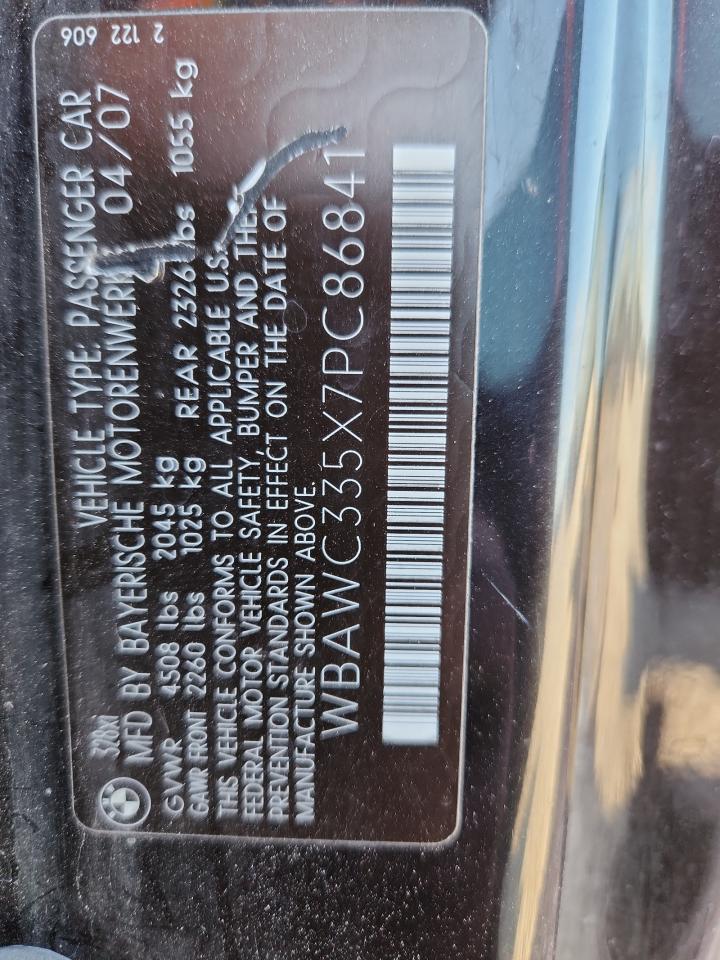 2 122 606
328xi
VEHICLE TYPE: PASSENGER CAR
MFD BY BAYERISCHE MOTORENWERKE 04/07
GVWR 4508 lbs 2045 kg
GAWR FRONT 2260 lbs 1025 kg REAR 2326 lbs 1055 kg
THIS VEHICLE CONFORMS TO ALL APPLICABLE U.S.
FEDERAL MOTOR VEHICLE SAFETY, BUMPER AND THEFT
PREVENTION STANDARDS IN EFFECT ON THE DATE OF
MANUFACTURE SHOWN ABOVE.
WBAWC335X7PC86841